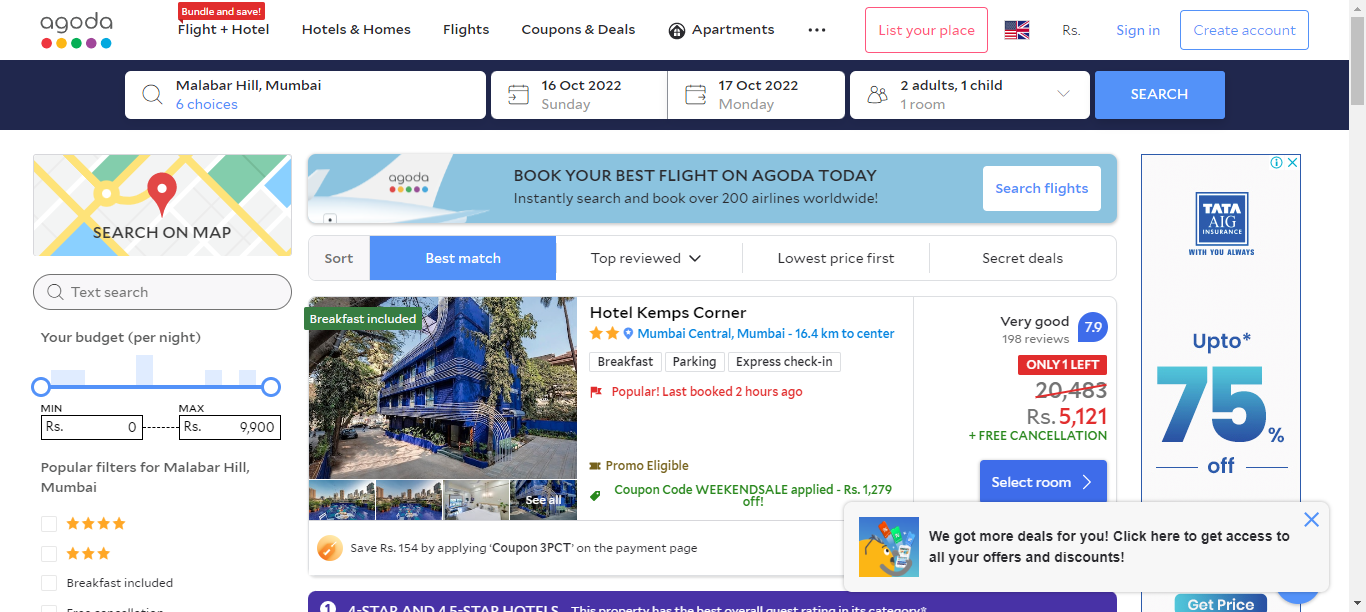 agoda
Bundle and save!
Flight + Hotel
Hotels & Homes
Flights
Coupons & Deals
Apartments
List your place
Rs.
Sign in
Create account
Malabar Hill, Mumbai
6 choices
16 Oct 2022
Sunday
17 Oct 2022
Monday
2 adults, 1 child
1 room
SEARCH
SEARCH ON MAP
Text search
Your budget (per night)
MIN
MAX
Rs. 0
Rs. 9,900
Popular filters for Malabar Hill,
Mumbai
Breakfast included
Free cancellation
agoda
BOOK YOUR BEST FLIGHT ON AGODA TODAY
Instantly search and book over 200 airlines worldwide!
Search flights
Sort
Best match
Top reviewed
Lowest price first
Secret deals
Breakfast included
See all
Hotel Kemps Corner
Mumbai Central, Mumbai - 16.4 km to center
Breakfast
Parking
Express check-in
Popular! Last booked 2 hours ago
Promo Eligible
Coupon Code WEEKENDSALE applied - Rs. 1,279
off!
Very good
198 reviews
7.9
ONLY 1 LEFT
20,483
Rs. 5,121
+ FREE CANCELLATION
Select room
Save Rs. 154 by applying ‘Coupon 3PCT’ on the payment page
1
4-STAR AND 4.5-STAR HOTELS
This property has the best overall guest rating in its category*
TATA
AIG
INSURANCE
WITH YOU ALWAYS
Upto*
75%
off
Get Price
We got more deals for you! Click here to get access to
all your offers and discounts!